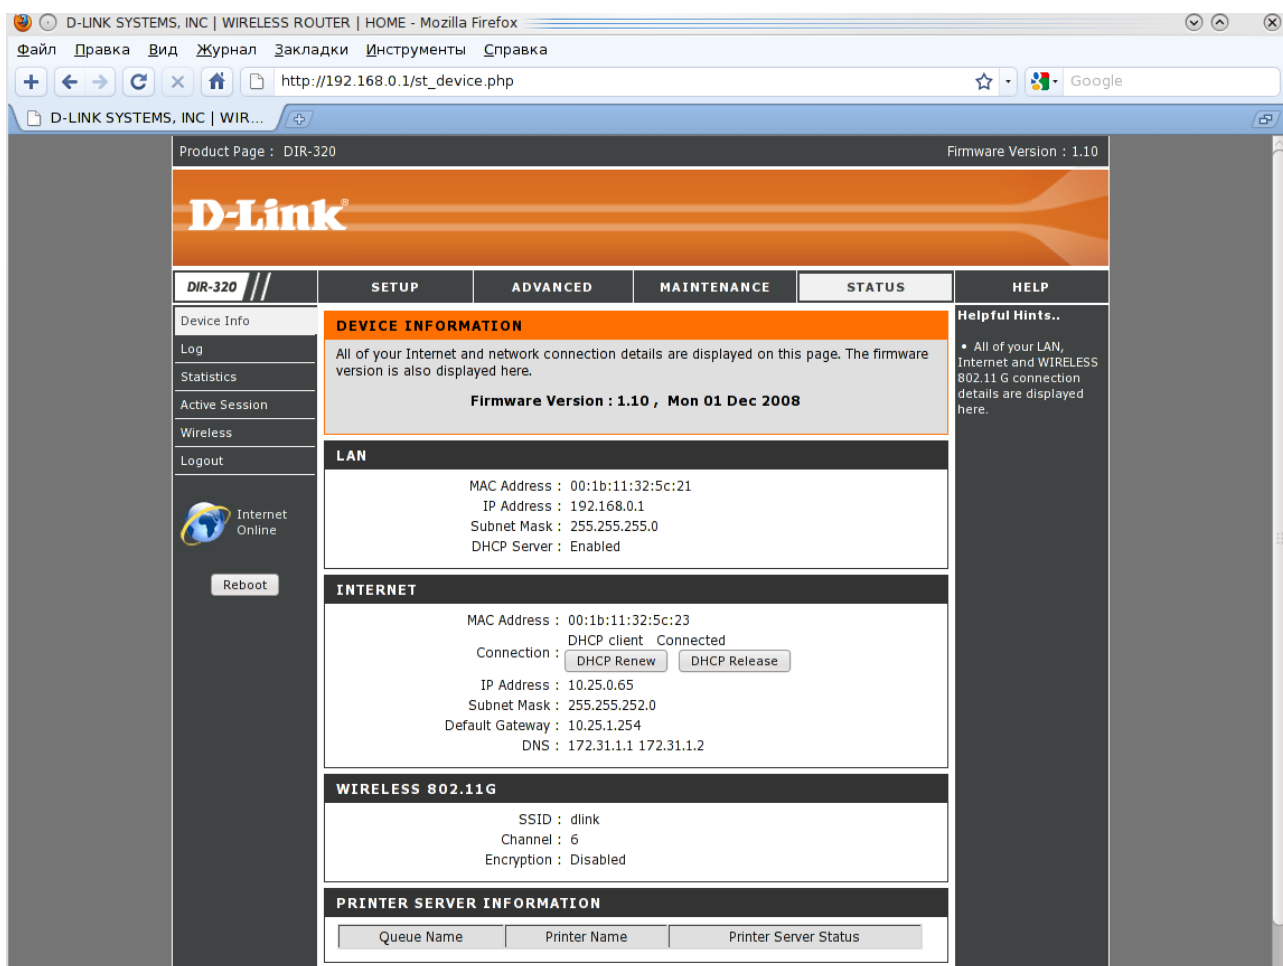 D-LINK SYSTEMS, INC | WIRELESS ROUTER | HOME - Mozilla Firefox
Файл Правка Вид Журнал Закладки Инструменты Справка
http://192.168.0.1/st_device.php
Google
D-LINK SYSTEMS, INC | WIR...
Product Page : DIR-320
Firmware Version : 1.10
D-Link®
DIR-320
SETUP
ADVANCED
MAINTENANCE
STATUS
HELP
Device Info
Log
Statistics
Active Session
Wireless
Logout
Internet
Online
Reboot
DEVICE INFORMATION
All of your Internet and network connection details are displayed on this page. The firmware
version is also displayed here.
Firmware Version : 1.10 , Mon 01 Dec 2008
LAN
MAC Address : 00:1b:11:32:5c:21
IP Address : 192.168.0.1
Subnet Mask : 255.255.255.0
DHCP Server : Enabled
INTERNET
MAC Address : 00:1b:11:32:5c:23
DHCP client Connected
Connection :
DHCP Renew
DHCP Release
IP Address : 10.25.0.65
Subnet Mask : 255.255.252.0
Default Gateway : 10.25.1.254
DNS : 172.31.1.1 172.31.1.2
WIRELESS 802.11G
SSID : dlink
Channel : 6
Encryption : Disabled
PRINTER SERVER INFORMATION
Queue Name
Printer Name
Printer Server Status
Helpful Hints..
• All of your LAN,
Internet and WIRELESS
802.11 G connection
details are displayed
here.